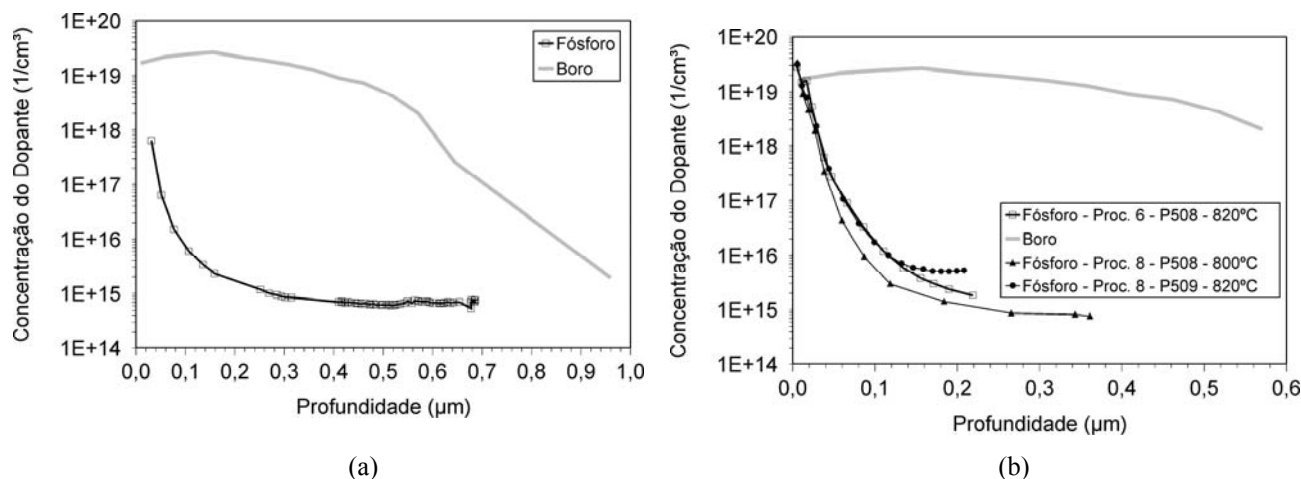 1E+20
1E+19
1E+18
1E+17
1E+16
1E+15
1E+14
Concentração do Dopante (1/cm³)
Fósforo
Boro
0,0 0,1 0,2 0,3 0,4 0,5 0,6 0,7 0,8 0,9 1,0
Profundidade (µm)
(a)
1E+20
1E+19
1E+18
1E+17
1E+16
1E+15
1E+14
Concentração do Dopante (1/cm³)
Fósforo - Proc. 6 - P508 - 820ºC
Boro
Fósforo - Proc. 8 - P508 - 800ºC
Fósforo - Proc. 8 - P509 - 820ºC
0,0 0,1 0,2 0,3 0,4 0,5 0,6
Profundidade (µm)
(b)